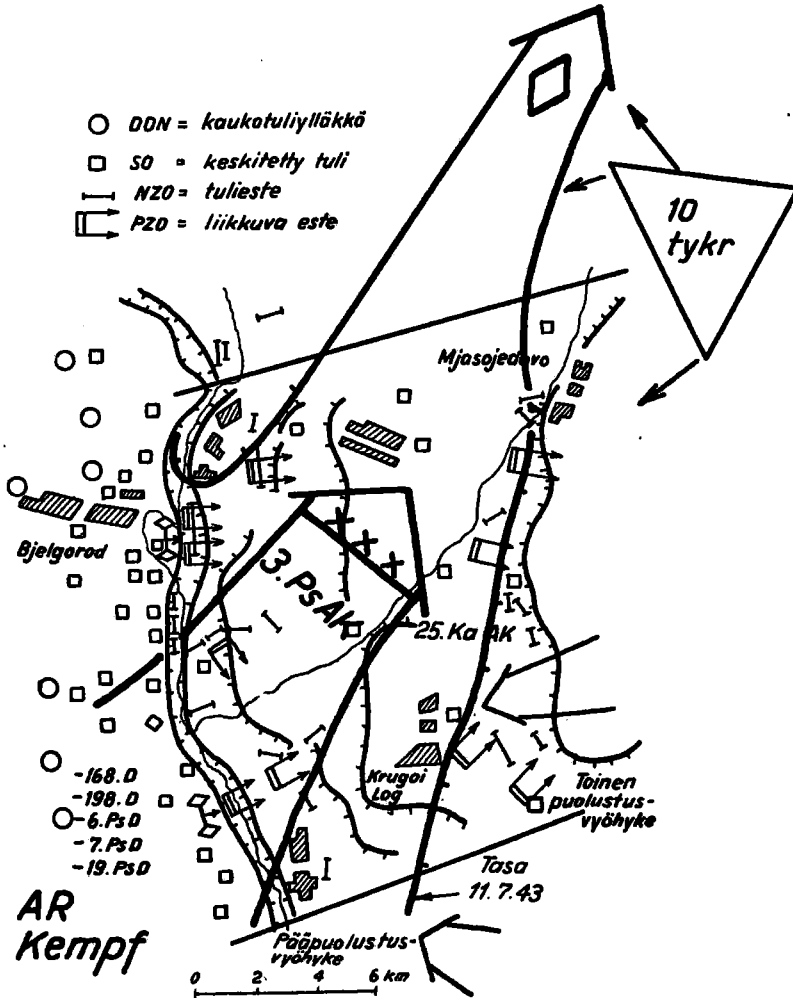 DON = kaukotuliylläkkö
SO = keskitetty tuli
NZO = tulieste
PZO = liikkuva este
10
tykr
Mjasojedovo
Bjelgorod
3. PsAK
25. Ka AK
-168.D
-198.D
-6.PsD
-7.PsD
-19.PsD
Krugoi
Log
Toinen
puolustus-
vyöhyke
Tasa
11.7.43
AR
Kempf
Pääpuolustus-
vyöhyke
0 2 4 6 km